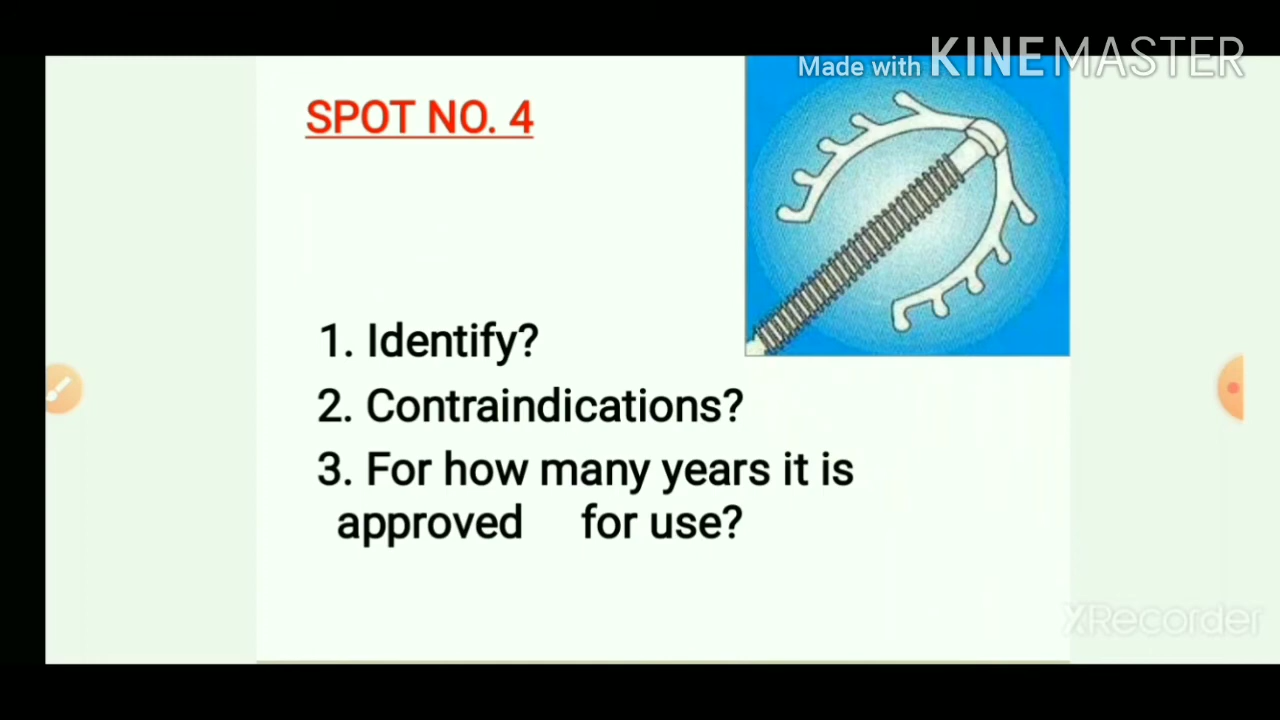 Made with KINEMASTER
SPOT NO. 4
1. Identify?
2. Contraindications?
3. For how many years it is
approved for use?
XRecorder